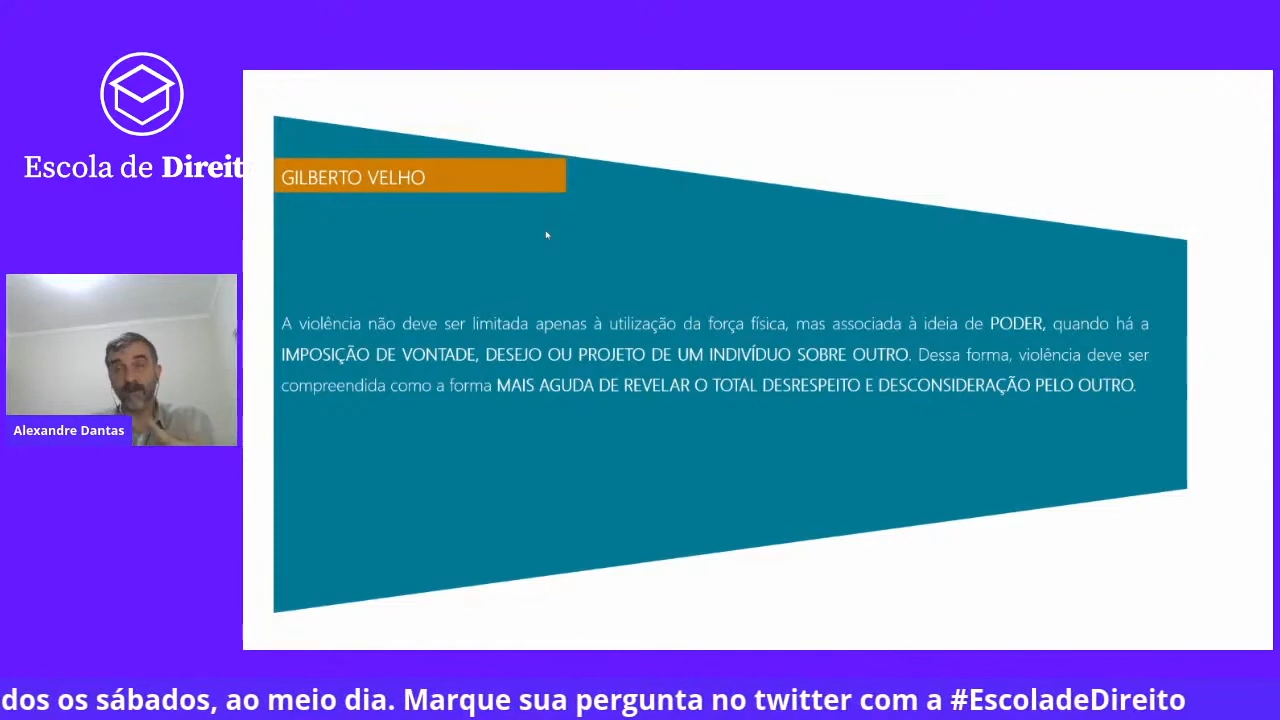 Escola de Direit
GILBERTO VELHO
A violência não deve ser limitada apenas à utilização da força física, mas associada à ideia de PODER, quando há a
IMPOSIÇÃO DE VONTADE, DESEJO OU PROJETO DE UM INDIVÍDUO SOBRE OUTRO. Dessa forma, violência deve ser
compreendida como a forma MAIS AGUDA DE REVELAR O TOTAL DESRESPEITO E DESCONSIDERAÇÃO PELO OUTRO.
Alexandre Dantas
dos os sábados, ao meio dia. Marque sua pergunta no twitter com a #EscoladeDireito